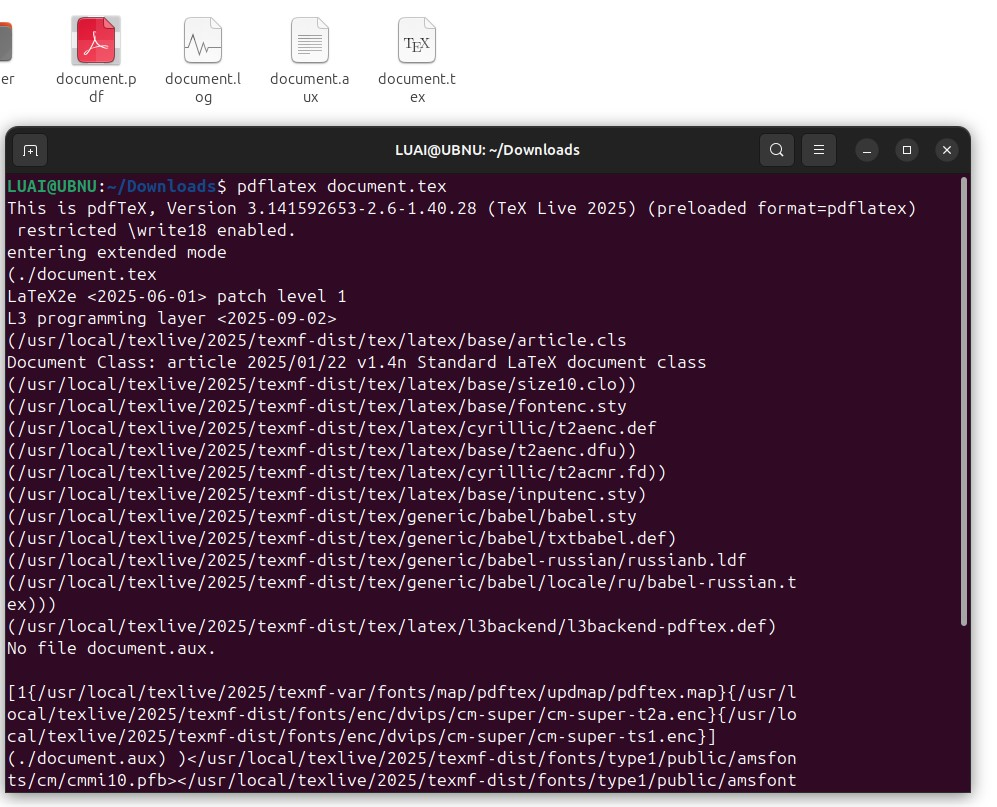 er
document.p
df
document.l
og
document.a
ux
TEX
document.t
ex
LUAI@UBNU: ~/Downloads
LUAI@UBNU:~/Downloads$ pdflatex document.tex
This is pdfTeX, Version 3.141592653-2.6-1.40.28 (TeX Live 2025) (preloaded format=pdflatex)
 restricted \write18 enabled.
entering extended mode
(./document.tex
LaTeX2e <2025-06-01> patch level 1
L3 programming layer <2025-09-02>
(/usr/local/texlive/2025/texmf-dist/tex/latex/base/article.cls
Document Class: article 2025/01/22 v1.4n Standard LaTeX document class
(/usr/local/texlive/2025/texmf-dist/tex/latex/base/size10.clo))
(/usr/local/texlive/2025/texmf-dist/tex/latex/base/fontenc.sty
(/usr/local/texlive/2025/texmf-dist/tex/latex/cyrillic/t2aenc.def
(/usr/local/texlive/2025/texmf-dist/tex/latex/base/t2aenc.dfu))
(/usr/local/texlive/2025/texmf-dist/tex/latex/cyrillic/t2acmr.fd))
(/usr/local/texlive/2025/texmf-dist/tex/latex/base/inputenc.sty)
(/usr/local/texlive/2025/texmf-dist/tex/generic/babel/babel.sty
(/usr/local/texlive/2025/texmf-dist/tex/generic/babel/txtbabel.def)
(/usr/local/texlive/2025/texmf-dist/tex/generic/babel-russian/russianb.ldf
(/usr/local/texlive/2025/texmf-dist/tex/generic/babel/locale/ru/babel-russian.t
ex)))
(/usr/local/texlive/2025/texmf-dist/tex/latex/l3backend/l3backend-pdftex.def)
No file document.aux.
[1{/usr/local/texlive/2025/texmf-var/fonts/map/pdftex/updmap/pdftex.map}{/usr/l
ocal/texlive/2025/texmf-dist/fonts/enc/dvips/cm-super/cm-super-t2a.enc}{/usr/lo
cal/texlive/2025/texmf-dist/fonts/enc/dvips/cm-super/cm-super-ts1.enc}]
(./document.aux) )</usr/local/texlive/2025/texmf-dist/fonts/type1/public/amsfon
ts/cm/cmmi10.pfb></usr/local/texlive/2025/texmf-dist/fonts/type1/public/amsfont